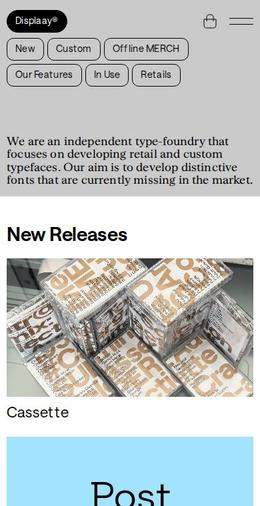 Displaay®
New
Custom
Offline MERCH
Our Features
In Use
Retails
We are an independent type-foundry that
focuses on developing retail and custom
typefaces. Our aim is to develop distinctive
fonts that are currently missing in the market.
New Releases
Cassette
Post